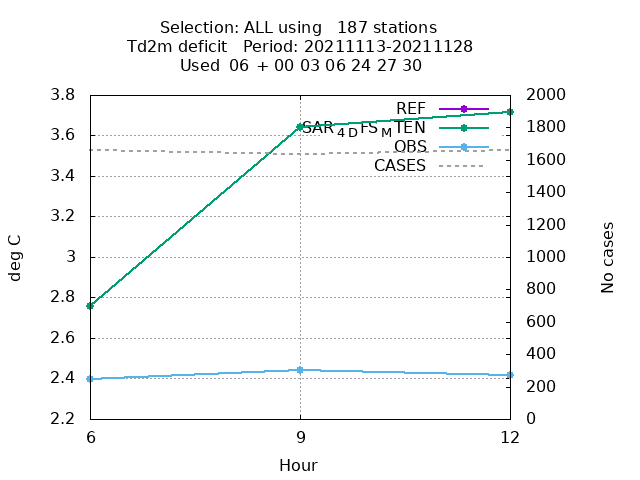 Selection: ALL using   187 stations
Td2m deficit   Period: 20211113-20211128
Used  06 + 00 03 06 24 27 30
3.8
3.6
3.4
3.2
3
2.8
2.6
2.4
2.2
2000
1800
1600
1400
1200
1000
800
600
400
200
0
REF
SAR4DFSMTEN
OBS
CASES
deg C
No cases
6
9
12
Hour